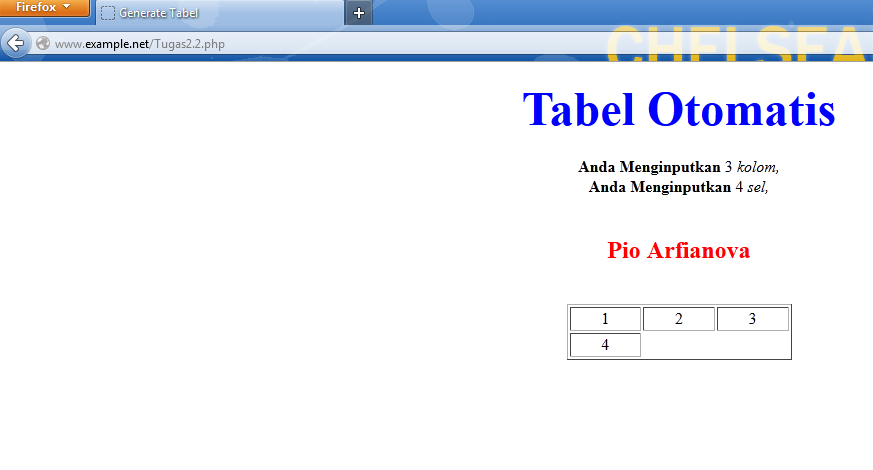 Firefox
Generate Tabel
www.example.net/Tugas2.2.php
CHELSEA
Tabel Otomatis
Anda Menginputkan 3 kolom,
Anda Menginputkan 4 sel,
Pio Arfianova
1 2 3
4